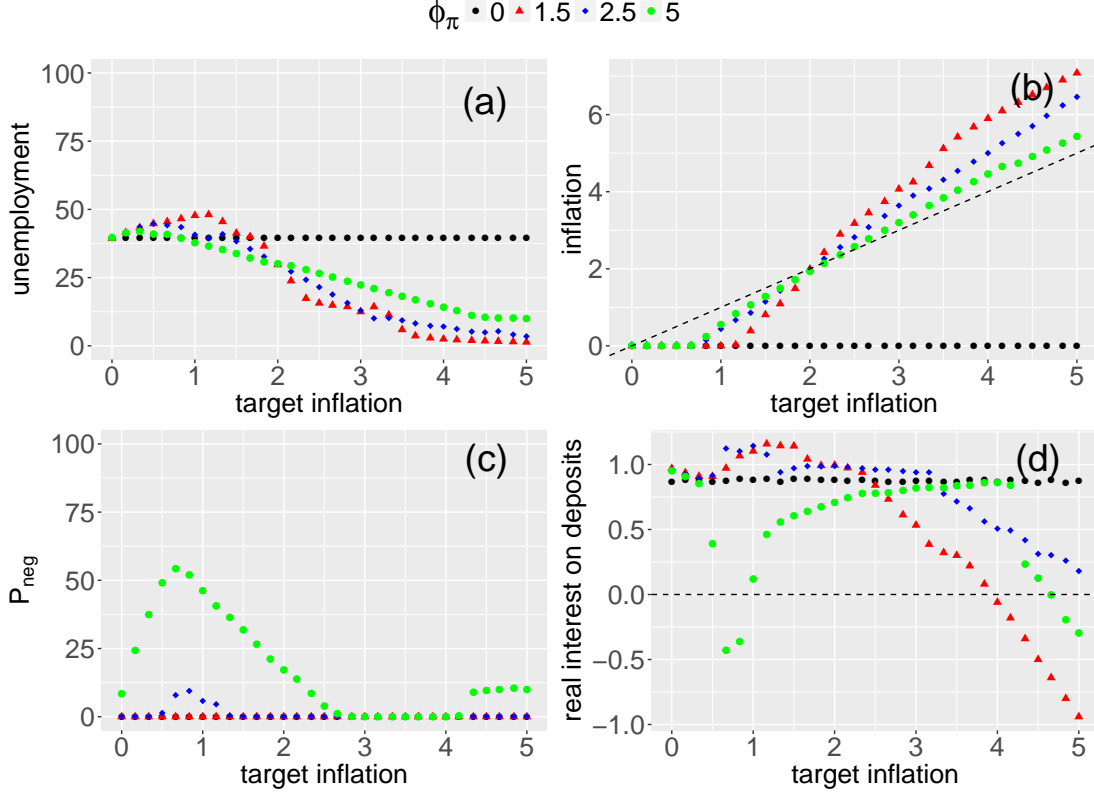 ϕπ 0 1.5 2.5 5
(a)
unemployment
100
75
50
25
0
0 1 2 3 4 5
target inflation
(b)
inflation
6
4
2
0
0 1 2 3 4 5
target inflation
(c)
Pneg
100
75
50
25
0
0 1 2 3 4 5
target inflation
(d)
real interest on deposits
1.0
0.5
0.0
−0.5
−1.0
0 1 2 3 4 5
target inflation